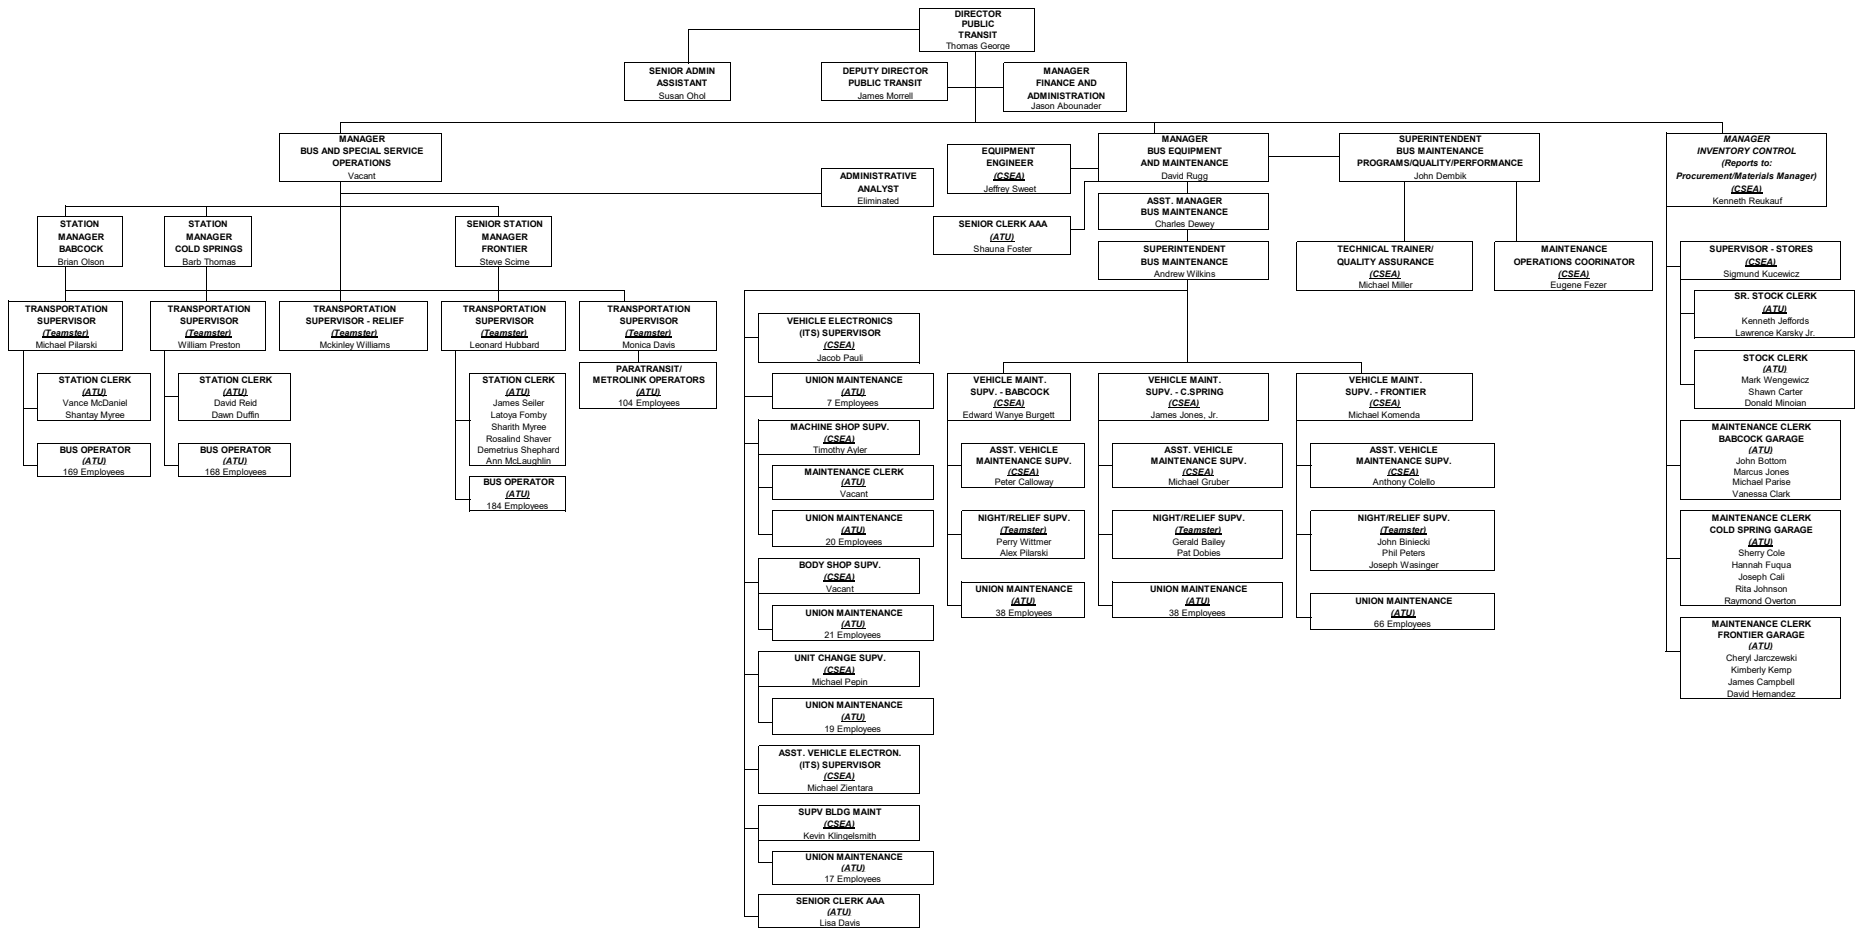 DIRECTOR
PUBLIC
TRANSIT
Thomas George
SENIOR ADMIN
ASSISTANT
Susan Ohol
DEPUTY DIRECTOR
PUBLIC TRANSIT
James Morrell
MANAGER
FINANCE AND
ADMINISTRATION
Jason Abounader
MANAGER
BUS AND SPECIAL SERVICE
OPERATIONS
Vacant
ADMINISTRATIVE
ANALYST
Eliminated
EQUIPMENT
ENGINEER
(CSEA)
Jeffrey Sweet
MANAGER
BUS EQUIPMENT
AND MAINTENANCE
David Rugg
SUPERINTENDENT
BUS MAINTENANCE
PROGRAMS/QUALITY/PERFORMANCE
John Dembik
MANAGER
INVENTORY CONTROL
(Reports to:
Procurement/Materials Manager)
(CSEA)
Kenneth Reukauf
STATION
MANAGER
BABCOCK
Brian Olson
STATION
MANAGER
COLD SPRINGS
Barb Thomas
SENIOR STATION
MANAGER
FRONTIER
Steve Scime
SENIOR CLERK AAA
(ATU)
Shauna Foster
ASST. MANAGER
BUS MAINTENANCE
Charles Dewey
SUPERINTENDENT
BUS MAINTENANCE
Andrew Wilkins
TECHNICAL TRAINER/
QUALITY ASSURANCE
(CSEA)
Michael Miller
MAINTENANCE
OPERATIONS COORINATOR
(CSEA)
Eugene Fezer
SUPERVISOR - STORES
(CSEA)
Sigmund Kucewicz
TRANSPORTATION
SUPERVISOR
(Teamster)
Michael Pilarski
TRANSPORTATION
SUPERVISOR
(Teamster)
William Preston
TRANSPORTATION
SUPERVISOR - RELIEF
(Teamster)
Mckinley Williams
TRANSPORTATION
SUPERVISOR
(Teamster)
Leonard Hubbard
TRANSPORTATION
SUPERVISOR
(Teamster)
Monica Davis
STATION CLERK
(ATU)
Vance McDaniel
Shantay Myree
BUS OPERATOR
(ATU)
169 Employees
STATION CLERK
(ATU)
David Reid
Dawn Duffin
BUS OPERATOR
(ATU)
168 Employees
STATION CLERK
(ATU)
James Seiler
Latoya Fomby
Sharith Myree
Rosalind Shaver
Demetrius Shephard
Ann McLaughlin
BUS OPERATOR
(ATU)
184 Employees
PARATRANSIT/
METROLINK OPERATORS
(ATU)
104 Employees
VEHICLE ELECTRONICS
(ITS) SUPERVISOR
(CSEA)
Jacob Pauli
UNION MAINTENANCE
(ATU)
7 Employees
MACHINE SHOP SUPV.
(CSEA)
Timothy Ayler
MAINTENANCE CLERK
(ATU)
Vacant
UNION MAINTENANCE
(ATU)
20 Employees
BODY SHOP SUPV.
(CSEA)
Vacant
UNION MAINTENANCE
(ATU)
21 Employees
UNIT CHANGE SUPV.
(CSEA)
Michael Pepin
UNION MAINTENANCE
(ATU)
19 Employees
ASST. VEHICLE ELECTRON.
(ITS) SUPERVISOR
(CSEA)
Michael Zientara
SUPV BLDG MAINT
(CSEA)
Kevin Klingelsmith
UNION MAINTENANCE
(ATU)
17 Employees
SENIOR CLERK AAA
(ATU)
Lisa Davis
VEHICLE MAINT.
SUPV. - BABCOCK
(CSEA)
Edward Wanye Burgett
ASST. VEHICLE
MAINTENANCE SUPV.
(CSEA)
Peter Calloway
NIGHT/RELIEF SUPV.
(Teamster)
Perry Wittmer
Alex Pilarski
UNION MAINTENANCE
(ATU)
38 Employees
VEHICLE MAINT.
SUPV. - C.SPRING
(CSEA)
James Jones, Jr.
ASST. VEHICLE
MAINTENANCE SUPV.
(CSEA)
Michael Gruber
NIGHT/RELIEF SUPV.
(Teamster)
Gerald Bailey
Pat Dobies
UNION MAINTENANCE
(ATU)
38 Employees
VEHICLE MAINT.
SUPV. - FRONTIER
(CSEA)
Michael Komenda
ASST. VEHICLE
MAINTENANCE SUPV.
(CSEA)
Anthony Colello
NIGHT/RELIEF SUPV.
(Teamster)
John Biniecki
Phil Peters
Joseph Wasinger
UNION MAINTENANCE
(ATU)
66 Employees
SR. STOCK CLERK
(ATU)
Kenneth Jeffords
Lawrence Karsky Jr.
STOCK CLERK
(ATU)
Mark Wengewicz
Shawn Carter
Donald Minoian
MAINTENANCE CLERK
BABCOCK GARAGE
(ATU)
John Bottom
Marcus Jones
Michael Parise
Vanessa Clark
MAINTENANCE CLERK
COLD SPRING GARAGE
(ATU)
Sherry Cole
Hannah Fuqua
Joseph Cali
Rita Johnson
Raymond Overton
MAINTENANCE CLERK
FRONTIER GARAGE
(ATU)
Cheryl Jarczewski
Kimberly Kemp
James Campbell
David Hernandez